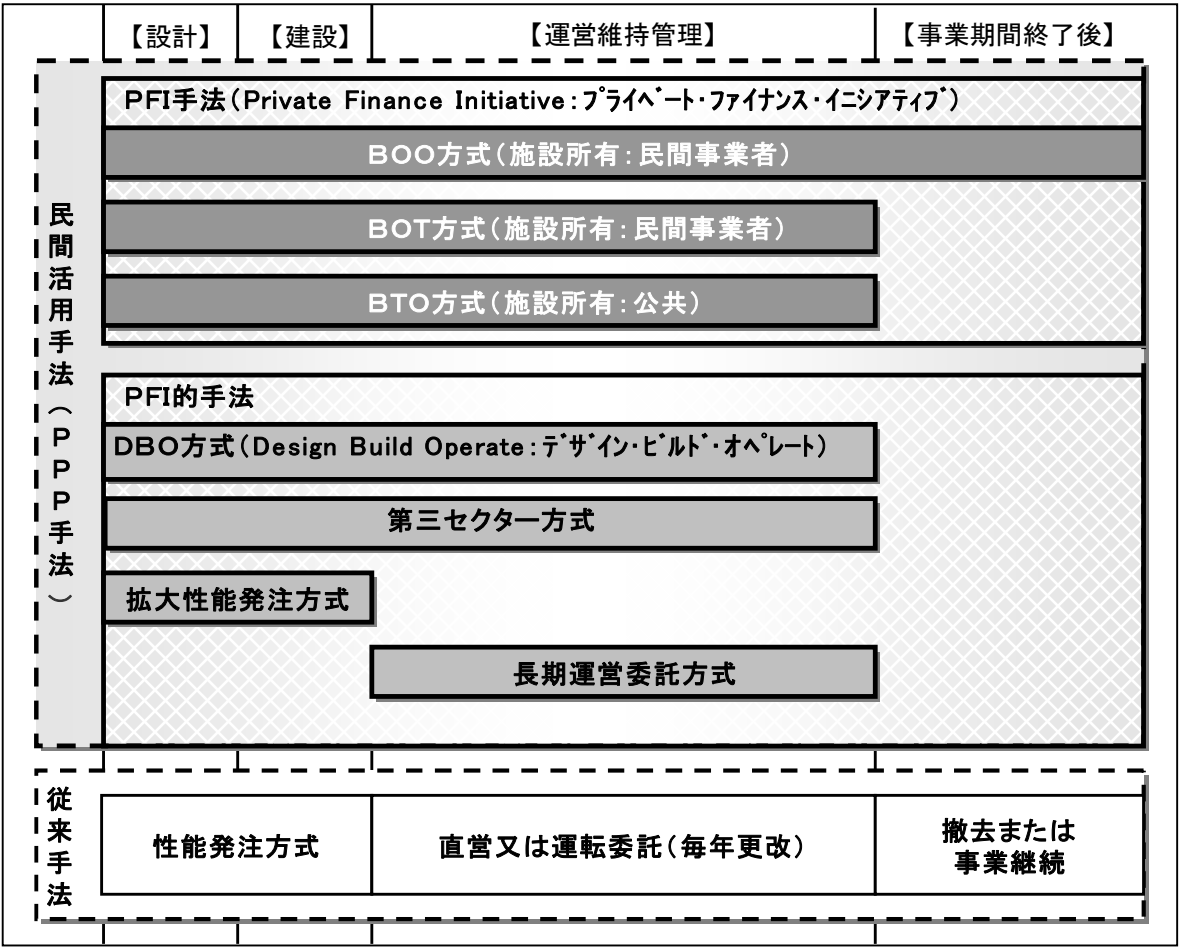 【設計】
【建設】
【運営維持管理】
【事業期間終了後】
民間活用手法（ＰＰＰ手法）
PFI手法（Private Finance Initiative：ﾌﾟﾗｲﾍﾞｰﾄ・ﾌｧｲﾅﾝｽ・ｲﾆｼｱﾃｨﾌﾞ）
ＢＯＯ方式（施設所有：民間事業者）
ＢＯＴ方式（施設所有：民間事業者）
ＢＴＯ方式（施設所有：公共）
PFI的手法
ＤＢＯ方式（Design Build Operate：ﾃﾞｻﾞｲﾝ・ﾋﾞﾙﾄﾞ・ｵﾍﾟﾚｰﾄ）
第三セクター方式
拡大性能発注方式
長期運営委託方式
従来手法
性能発注方式
直営又は運転委託（毎年更改）
撤去または
事業継続